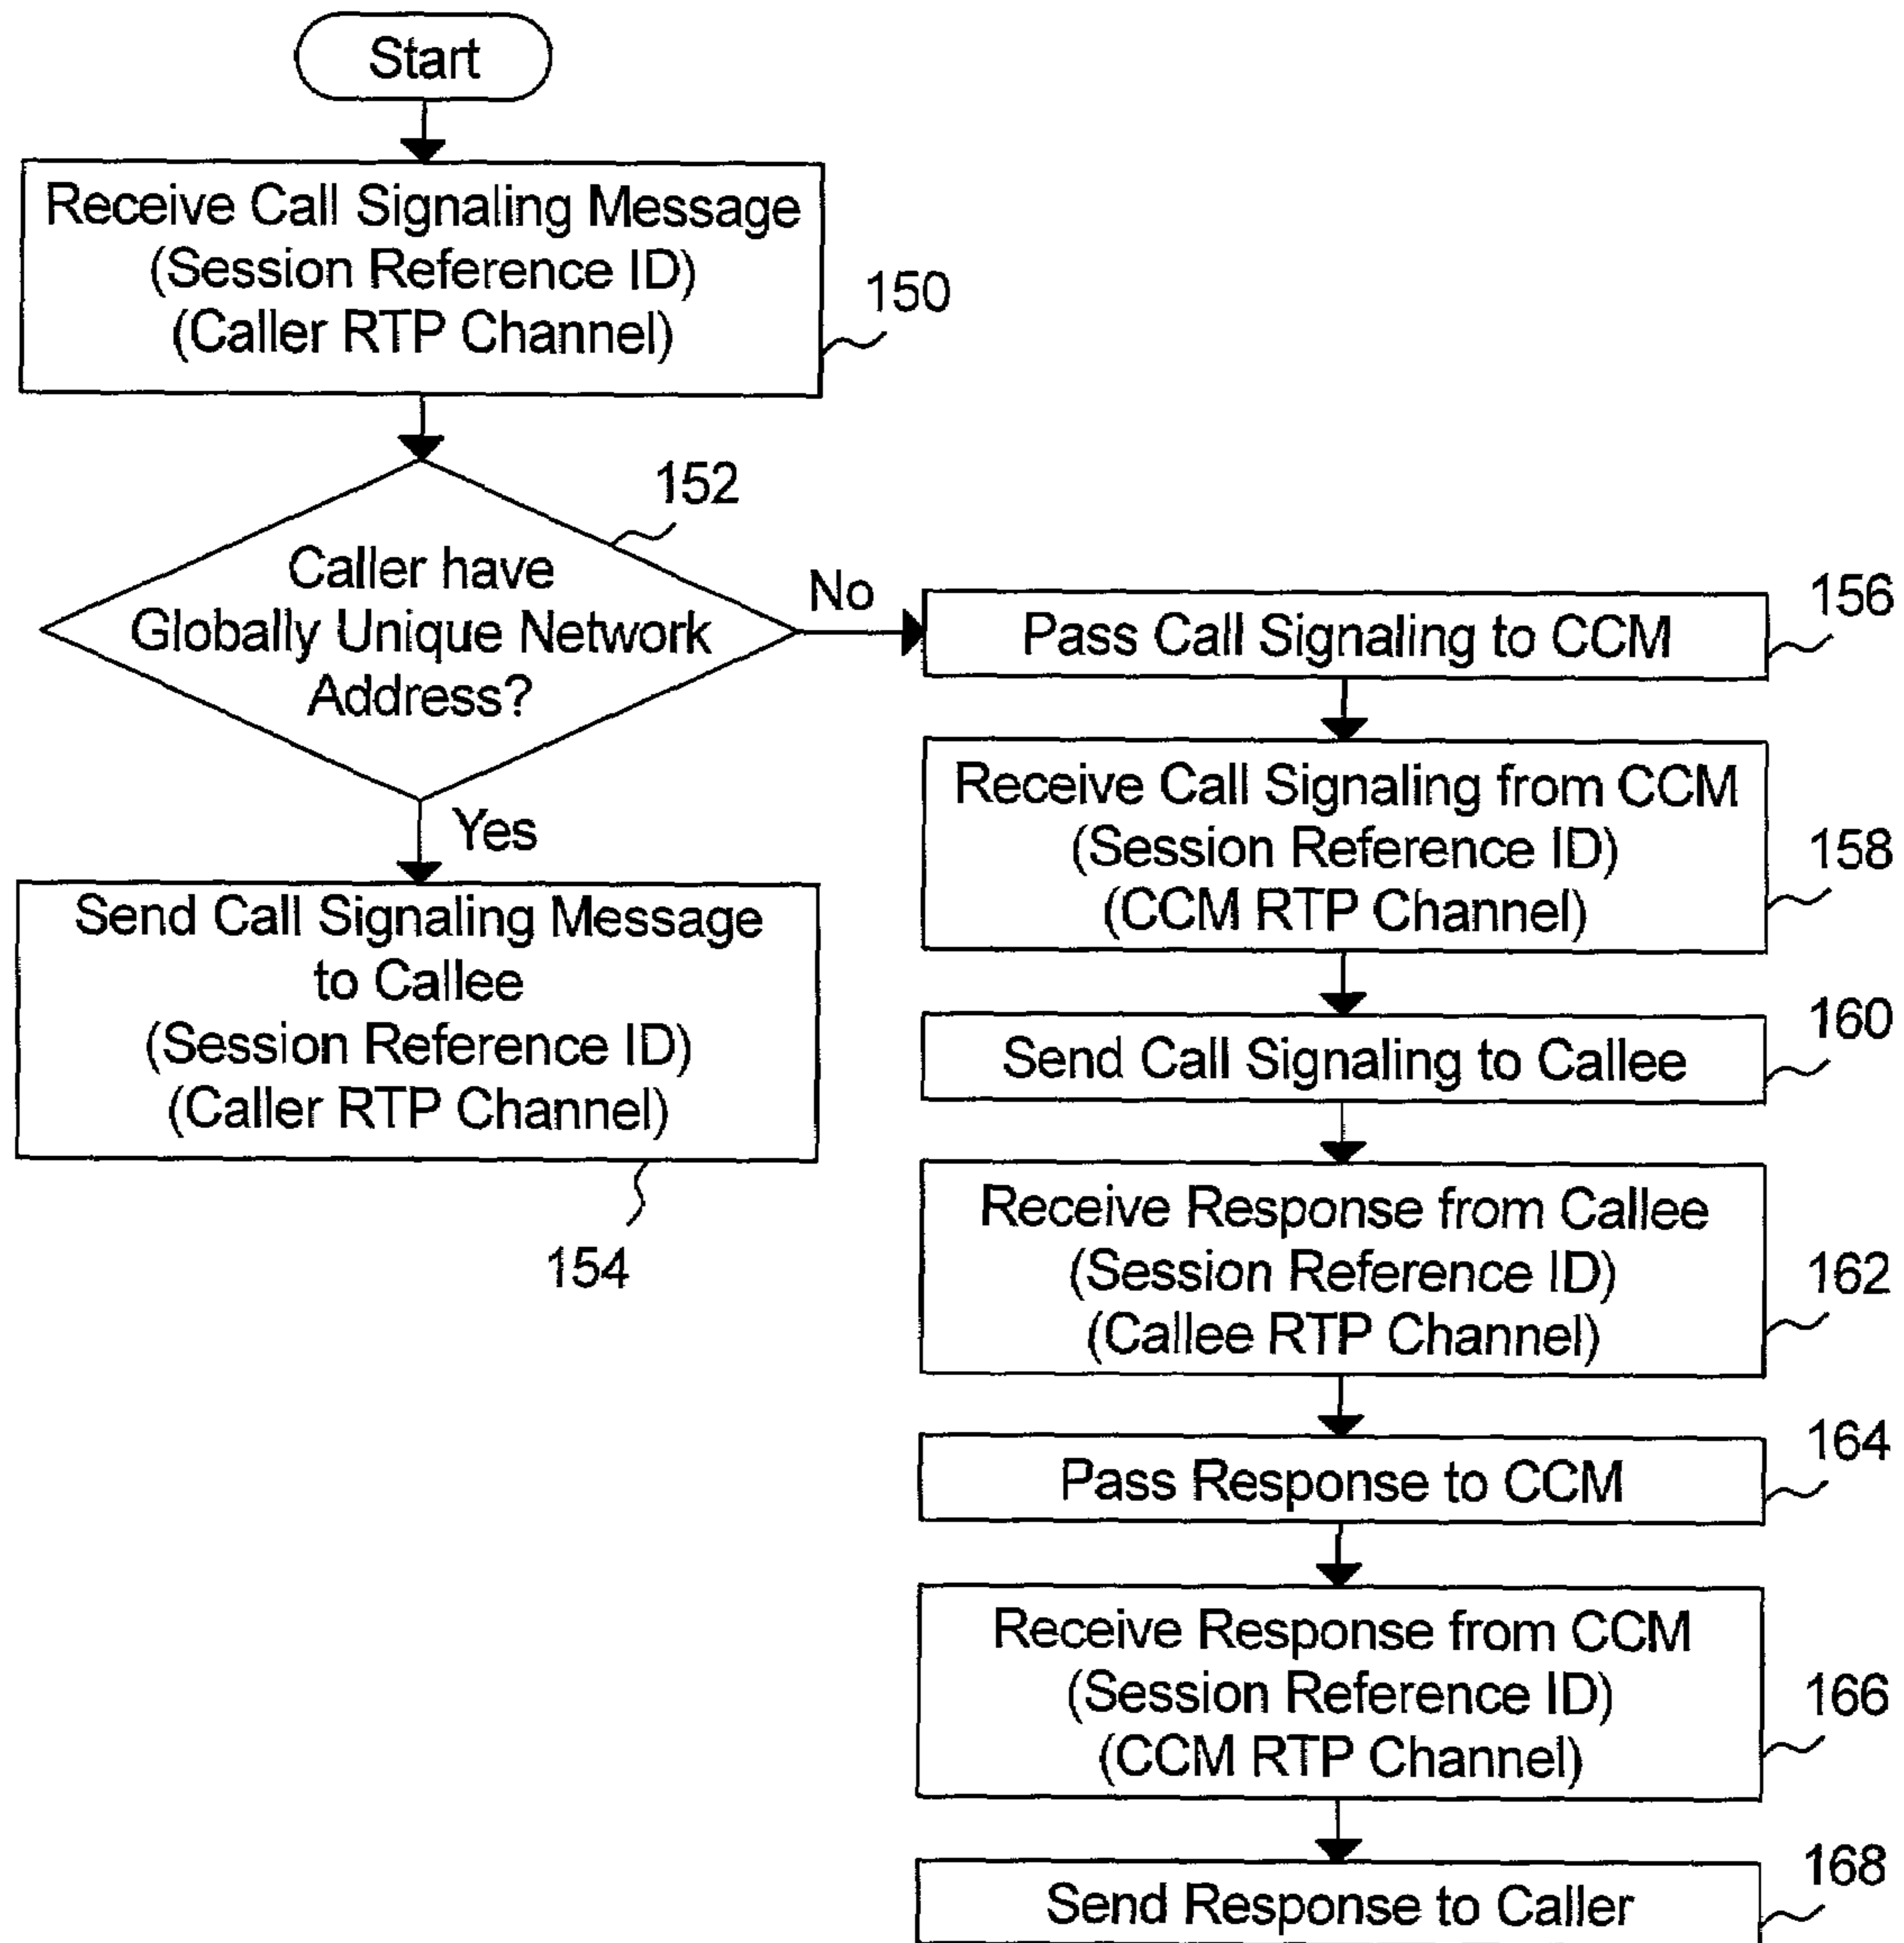 Start
Receive Call Signaling Message
(Session Reference ID)
(Caller RTP Channel)
150
152
Caller have
Globally Unique Network
Address?
No
Yes
Send Call Signaling Message
to Callee
(Session Reference ID)
(Caller RTP Channel)
154
Pass Call Signaling to CCM
156
Receive Call Signaling from CCM
(Session Reference ID)
(CCM RTP Channel)
158
Send Call Signaling to Callee
160
Receive Response from Callee
(Session Reference ID)
(Callee RTP Channel)
162
Pass Response to CCM
164
Receive Response from CCM
(Session Reference ID)
(CCM RTP Channel)
166
Send Response to Caller
168